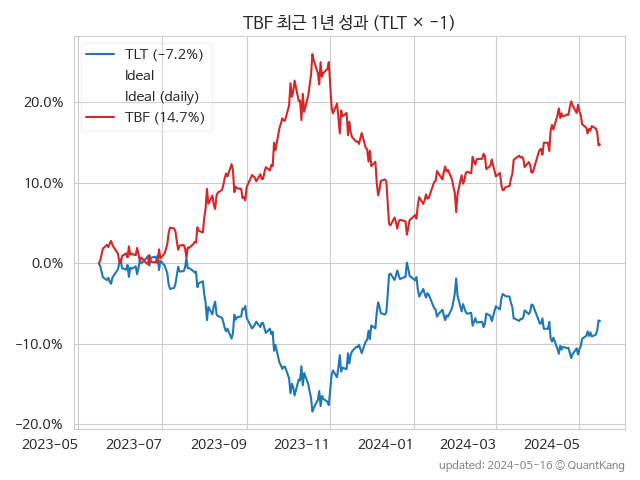 TBF 최근 1년 성과 (TLT × −1)
TLT (−7.2%)
Ideal
Ideal (daily)
TBF (14.7%)
20.0%
10.0%
0.0%
−10.0%
−20.0%
2023−05 2023−07 2023−09 2023−11 2024−01 2024−03 2024−05
updated: 2024-05-16 © QuantKang